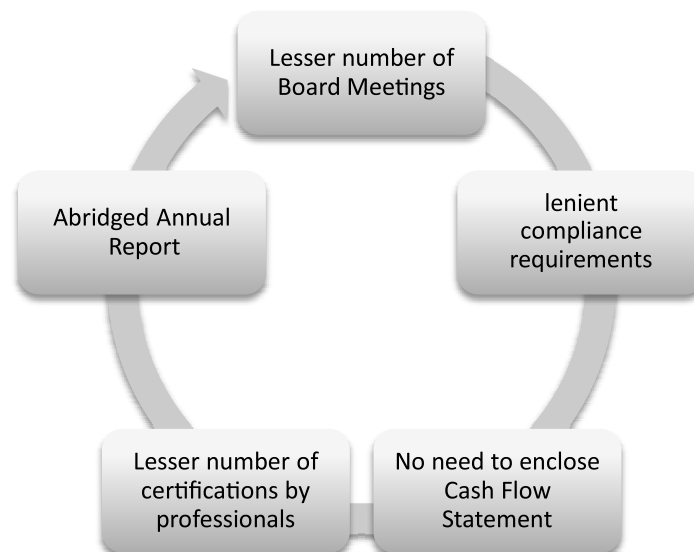 Lesser number of
Board Meetings
lenient
compliance
requirements
No need to enclose
Cash Flow
Statement
Lesser number of
certifications by
professionals
Abridged Annual
Report